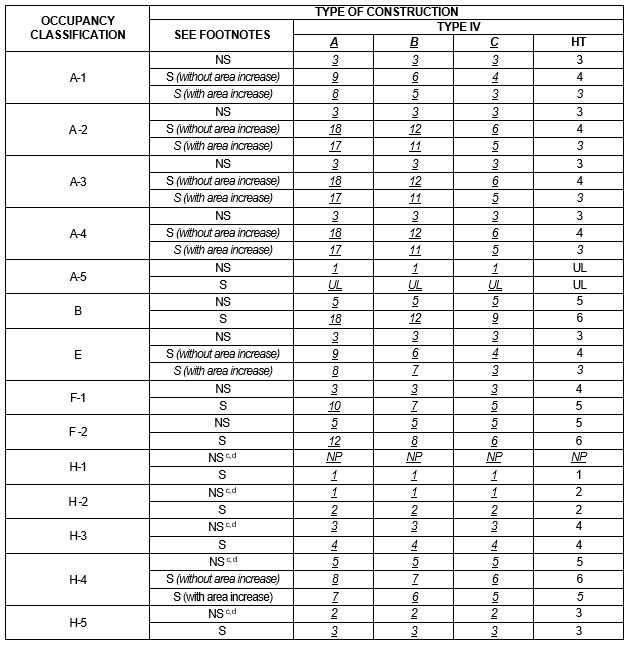 OCCUPANCY CLASSIFICATION SEE FOOTNOTES TYPE OF CONSTRUCTION
TYPE IV
A B C HT
A-1 NS 3 3 3 3
S (without area increase) 9 6 4 4
S (with area increase) 8 5 3 3
A-2 NS 3 3 3 3
S (without area increase) 18 12 6 4
S (with area increase) 17 11 5 3
A-3 NS 3 3 3 3
S (without area increase) 18 12 6 4
S (with area increase) 17 11 5 3
A-4 NS 3 3 3 3
S (without area increase) 18 12 6 4
S (with area increase) 17 11 5 3
A-5 NS 1 1 1 UL
S UL UL UL UL
B NS 5 5 5 5
S 18 12 9 6
E NS 3 3 3 3
S (without area increase) 9 6 4 4
S (with area increase) 8 7 3 3
F-1 NS 3 3 3 4
S 10 7 5 5
F-2 NS 5 5 5 5
S 12 8 6 6
H-1 NS c,d NP NP NP NP
S 1 1 1 1
H-2 NS c,d 1 1 1 2
S 2 2 2 2
H-3 NS c,d 3 3 3 4
S 4 4 4 4
H-4 NS c,d 5 5 5 5
S (without area increase) 8 7 6 6
S (with area increase) 7 6 5 5
H-5 NS c,d 2 2 2 3
S 3 3 3 3